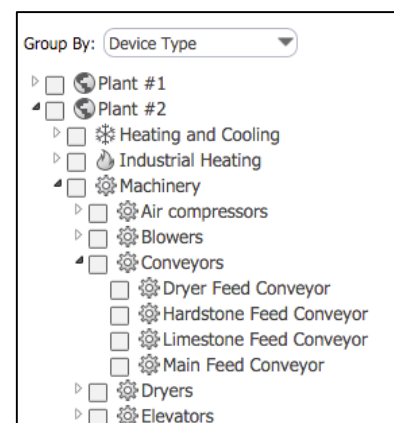 Group By: Device Type
Plant #1
Plant #2
Heating and Cooling
Industrial Heating
Machinery
Air compressors
Blowers
Conveyors
Dryer Feed Conveyor
Hardstone Feed Conveyor
Limestone Feed Conveyor
Main Feed Conveyor
Dryers
Elevators